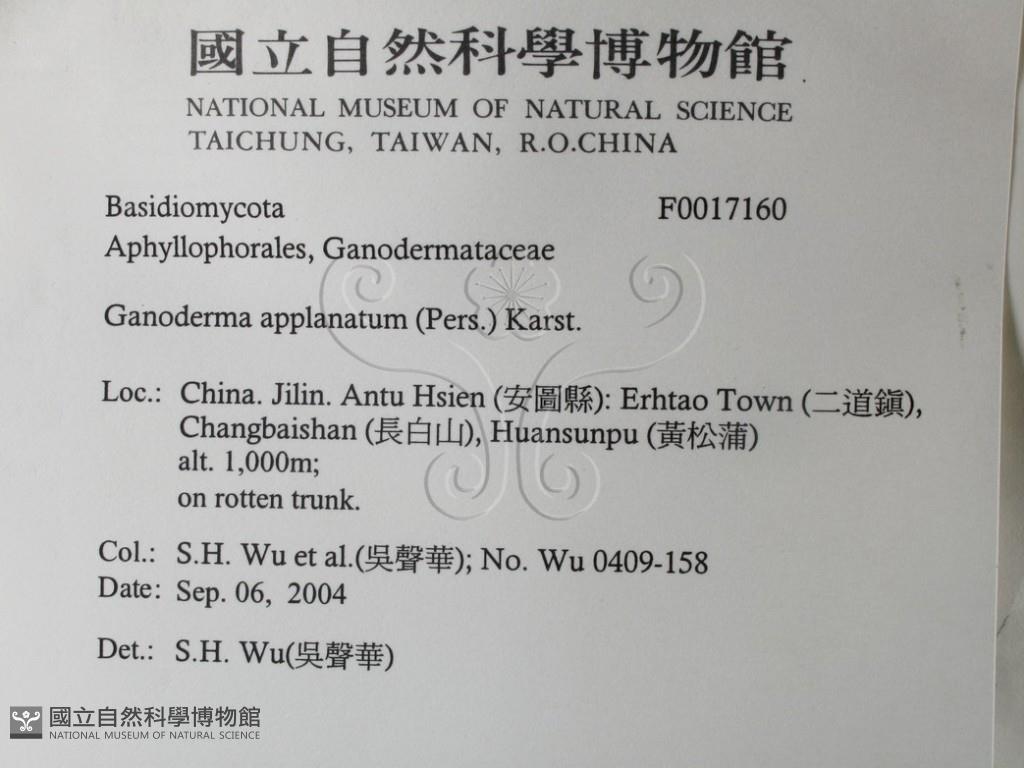 國立自然科學博物館
NATIONAL MUSEUM OF NATURAL SCIENCE
TAICHUNG, TAIWAN, R.O.CHINA
Basidiomycota F0017160
Aphyllophorales, Ganodermataceae
Ganoderma applanatum (Pers.) Karst.
Loc.: China. Jilin. Antu Hsien (安圖縣): Erhtao Town (二道鎭),
Changbaishan (長白山), Huansunpu (黃松蒲)
alt. 1,000m;
on rotten trunk.
Col.: S.H. Wu et al.(吳聲華); No. Wu 0409-158
Date: Sep. 06, 2004
Det.: S.H. Wu(吳聲華)
國立自然科學博物館
NATIONAL MUSEUM OF NATURAL SCIENCE